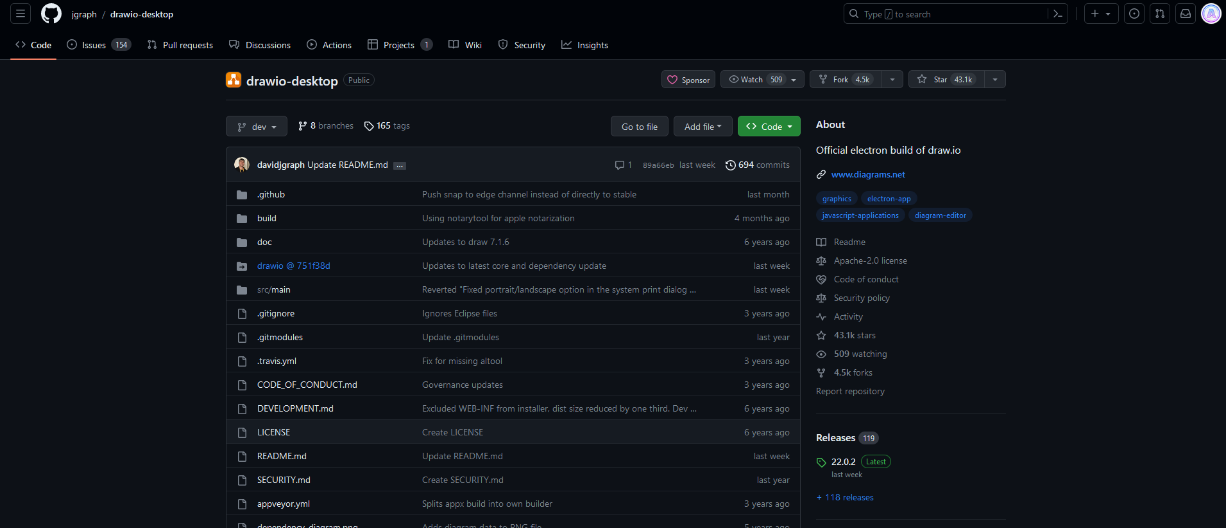 jgraph / drawio-desktop
Type / to search
Code
Issues 154
Pull requests
Discussions
Actions
Projects 1
Wiki
Security
Insights
drawio-desktop Public
Sponsor
Watch 509
Fork 4.5k
Star 43.1k
dev
8 branches
165 tags
Go to file
Add file
Code
davidjgraph Update README.md ...
1
89a66eb last week
694 commits
.github Push snap to edge channel instead of directly to stable last month
build Using notarytool for apple notarization 4 months ago
doc Updates to draw 7.1.6 6 years ago
drawio @ 751f38d Updates to latest core and dependency update last week
src/main Reverted "Fixed portrait/landscape option in the system print dialog ... last week
.gitignore Ignores Eclipse files 3 years ago
.gitmodules Update .gitmodules last year
.travis.yml Fix for missing altool 3 years ago
CODE_OF_CONDUCT.md Governance updates 3 years ago
DEVELOPMENT.md Excluded WEB-INF from installer. dist size reduced by one third. Dev ... 6 years ago
LICENSE Create LICENSE 6 years ago
README.md Update README.md last week
SECURITY.md Create SECURITY.md last year
appveyor.yml Splits appx build into own builder 3 years ago
dependency_diagram.png Adds diagram data to PNG file 5 years ago
About
Official electron build of draw.io
www.diagrams.net
graphics electron-app
javascript-applications diagram-editor
Readme
Apache-2.0 license
Code of conduct
Security policy
Activity
43.1k stars
509 watching
4.5k forks
Report repository
Releases 119
22.0.2 Latest
last week
+ 118 releases